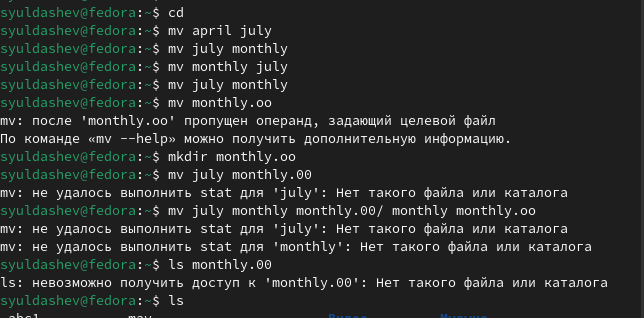 syuldashev@fedora:~$ cd
syuldashev@fedora:~$ mv april july
syuldashev@fedora:~$ mv july monthly
syuldashev@fedora:~$ mv monthly july
syuldashev@fedora:~$ mv july monthly
syuldashev@fedora:~$ mv monthly.oo
mv: после 'monthly.oo' пропущен операнд, задающий целевой файл
По команде «mv --help» можно получить дополнительную информацию.
syuldashev@fedora:~$ mkdir monthly.oo
syuldashev@fedora:~$ mv july monthly.00
mv: не удалось выполнить stat для 'july': Нет такого файла или каталога
syuldashev@fedora:~$ mv july monthly monthly.00/ monthly monthly.oo
mv: не удалось выполнить stat для 'july': Нет такого файла или каталога
mv: не удалось выполнить stat для 'monthly': Нет такого файла или каталога
syuldashev@fedora:~$ ls monthly.00
ls: невозможно получить доступ к 'monthly.00': Нет такого файла или каталога
syuldashev@fedora:~$ ls